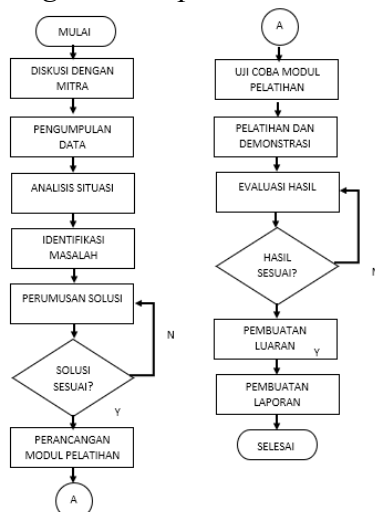 MULAI
DISKUSI DENGAN
MITRA
PENGUMPULAN
DATA
ANALISIS SITUASI
IDENTIFIKASI
MASALAH
PERUMUSAN SOLUSI
N
SOLUSI
SESUAI?
Y
PERANCANGAN
MODUL PELATIHAN
A
A
UJI COBA MODUL
PELATIHAN
PELATIHAN DAN
DEMONSTRASI
EVALUASI HASIL
HASIL
SESUAI?
PEMBUATAN
LUARAN
Y
PEMBUATAN
LAPORAN
SELESAI